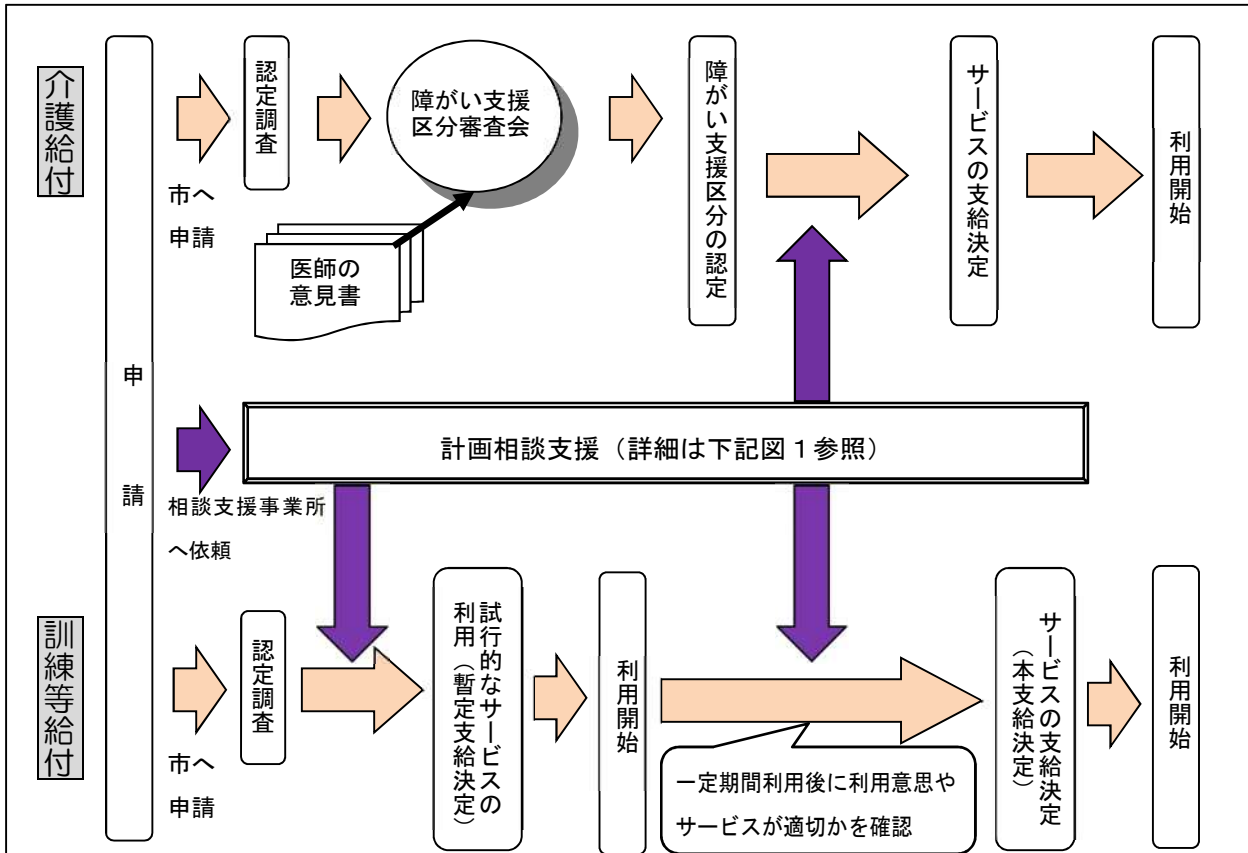 介護給付
申請
市へ
申請
認定調査
障がい支援
区分審査会
医師の
意見書
障がい支援区分の認定
サービスの支給決定
利用開始
相談支援事業所
へ依頼
計画相談支援（詳細は下記図１参照）
訓練等給付
市へ
申請
認定調査
試行的なサービスの
利用（暫定支給決定）
利用開始
一定期間利用後に利用意思や
サービスが適切かを確認
サービスの支給決定
（本支給決定）
利用開始